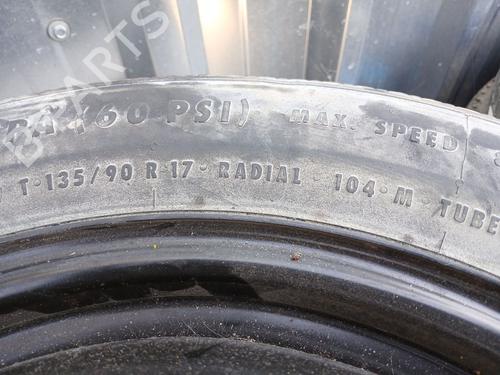 (60 PSI) MAX. SPEED
T·135/90 R 17·RADIAL · 104·M·TUBE
PARTS